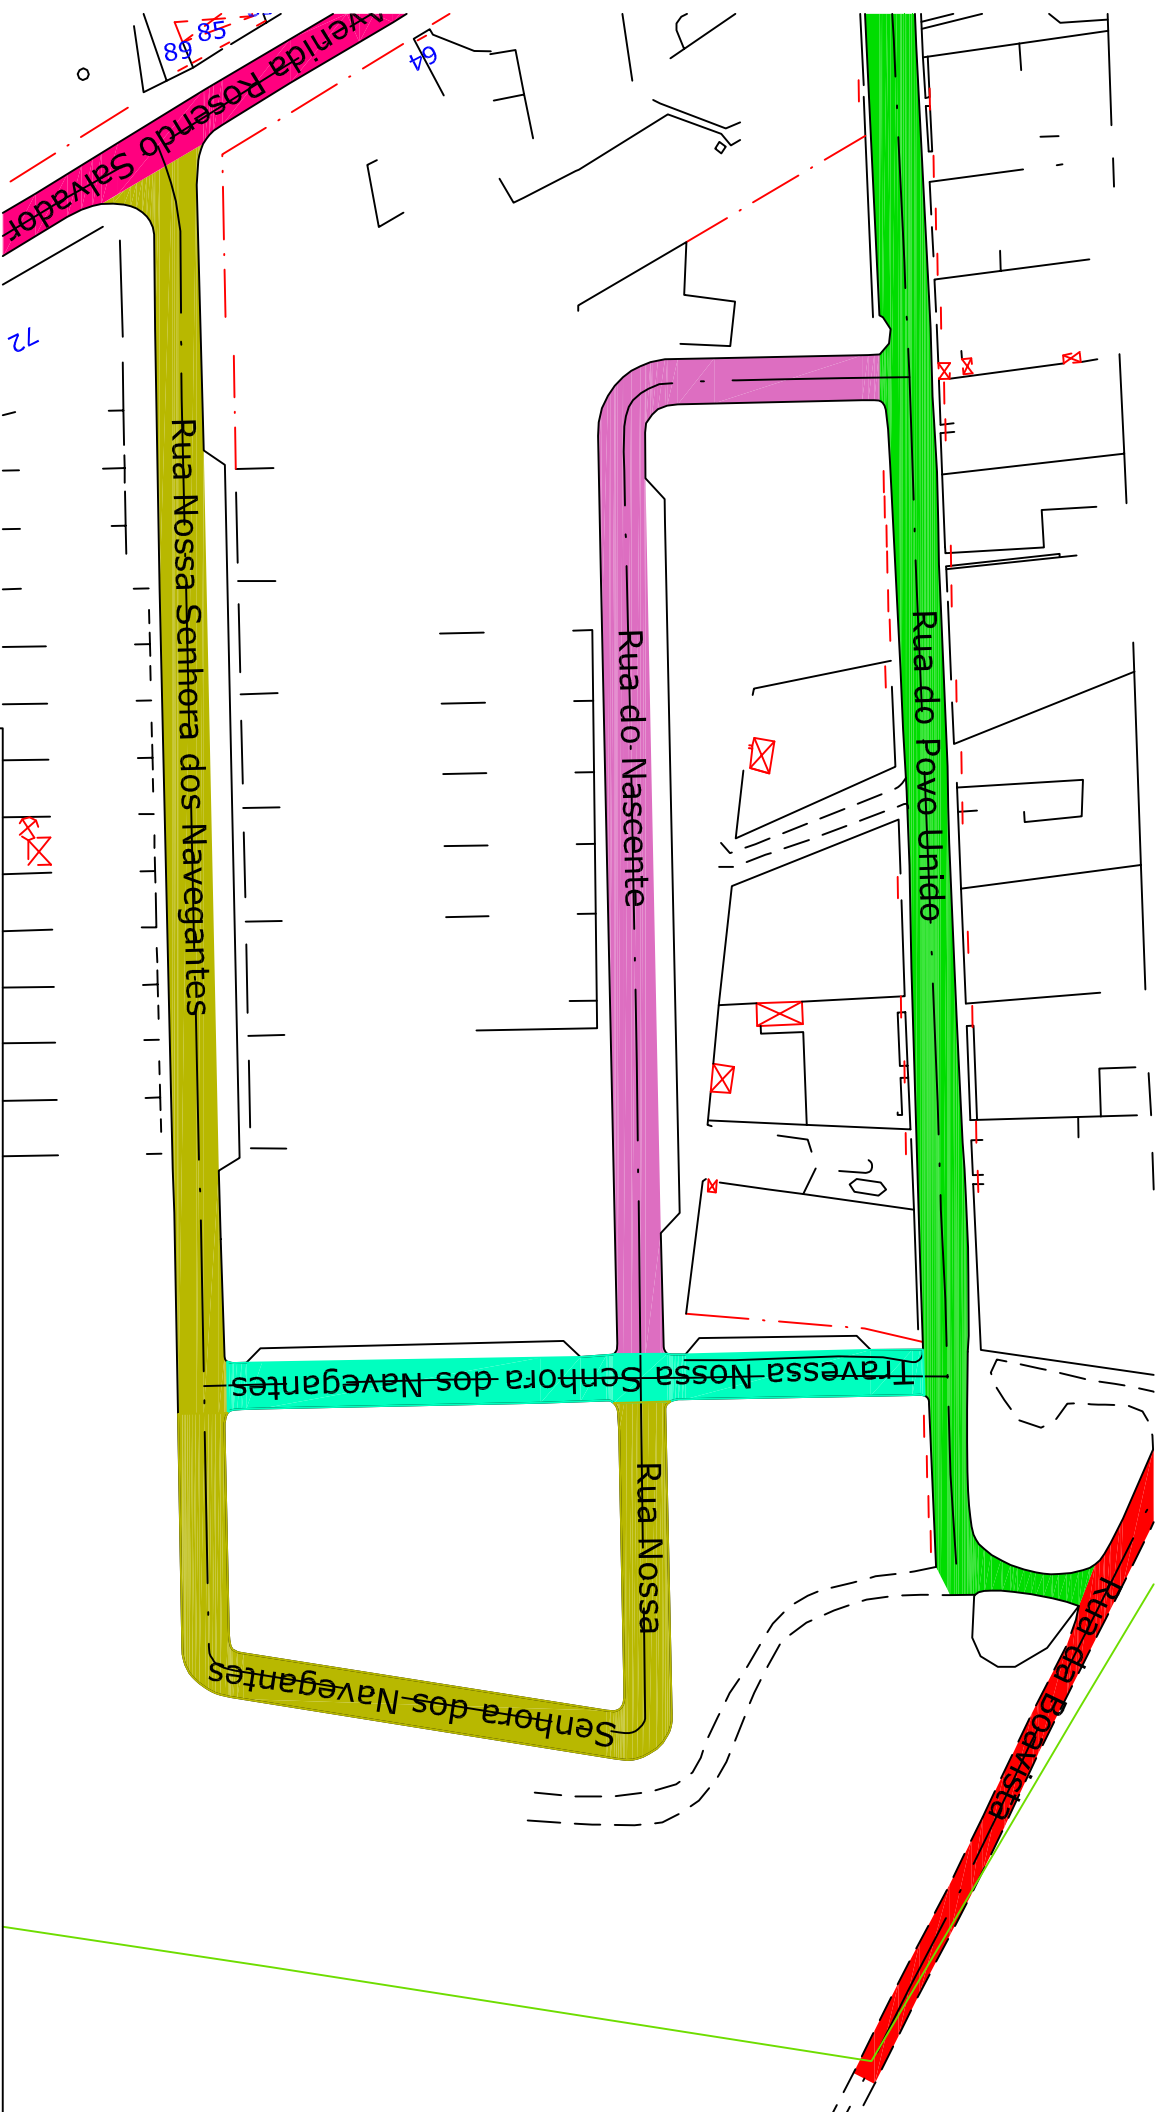 85
89
64
Avenida Rosendo Salvador
72
Rua Nossa Senhora dos Navegantes
Rua do Nascente
Rua do Povo Unido
Travessa Nossa Senhora dos Navegantes
Rua Nossa
Senhora dos Navegantes
Rua da Boavista